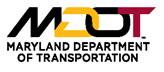 MDOT
MARYLAND DEPARTMENT
OF TRANSPORTATION